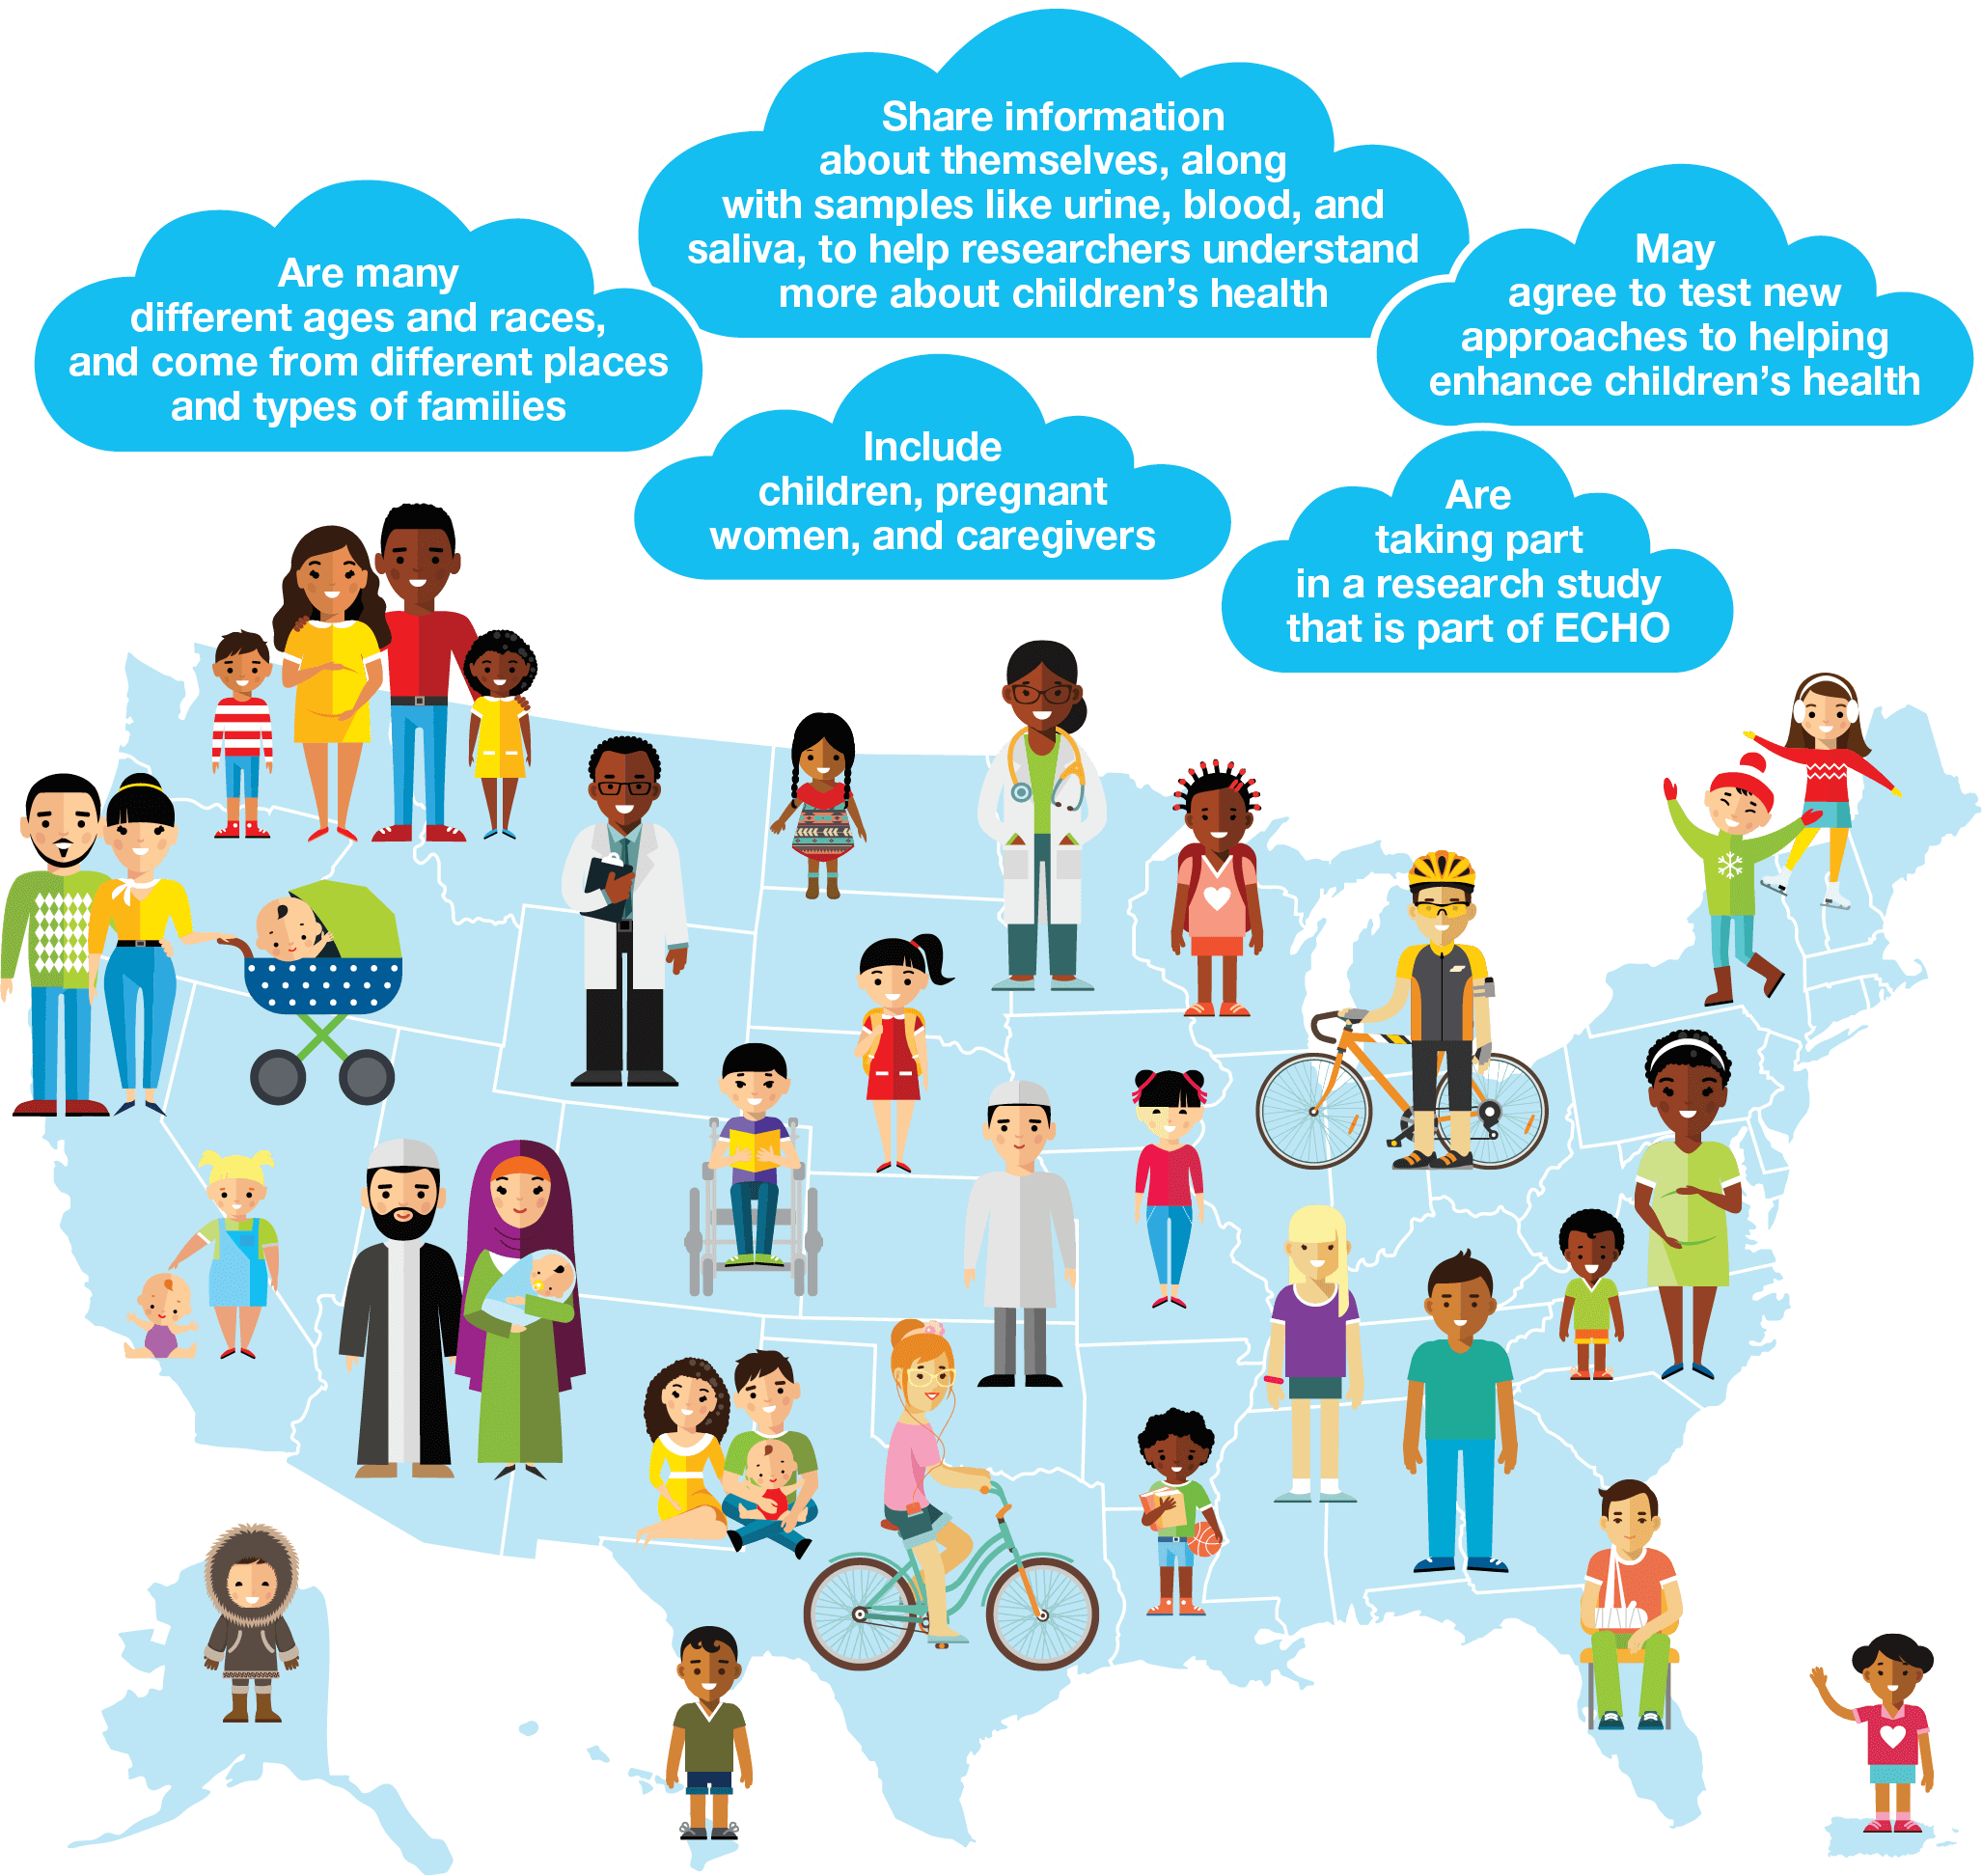 Are many
different ages and races,
and come from different places
and types of families
Share information
about themselves, along
with samples like urine, blood, and
saliva, to help researchers understand
more about children’s health
Include
children, pregnant
women, and caregivers
May
agree to test new
approaches to helping
enhance children’s health
Are
taking part
in a research study
that is part of ECHO